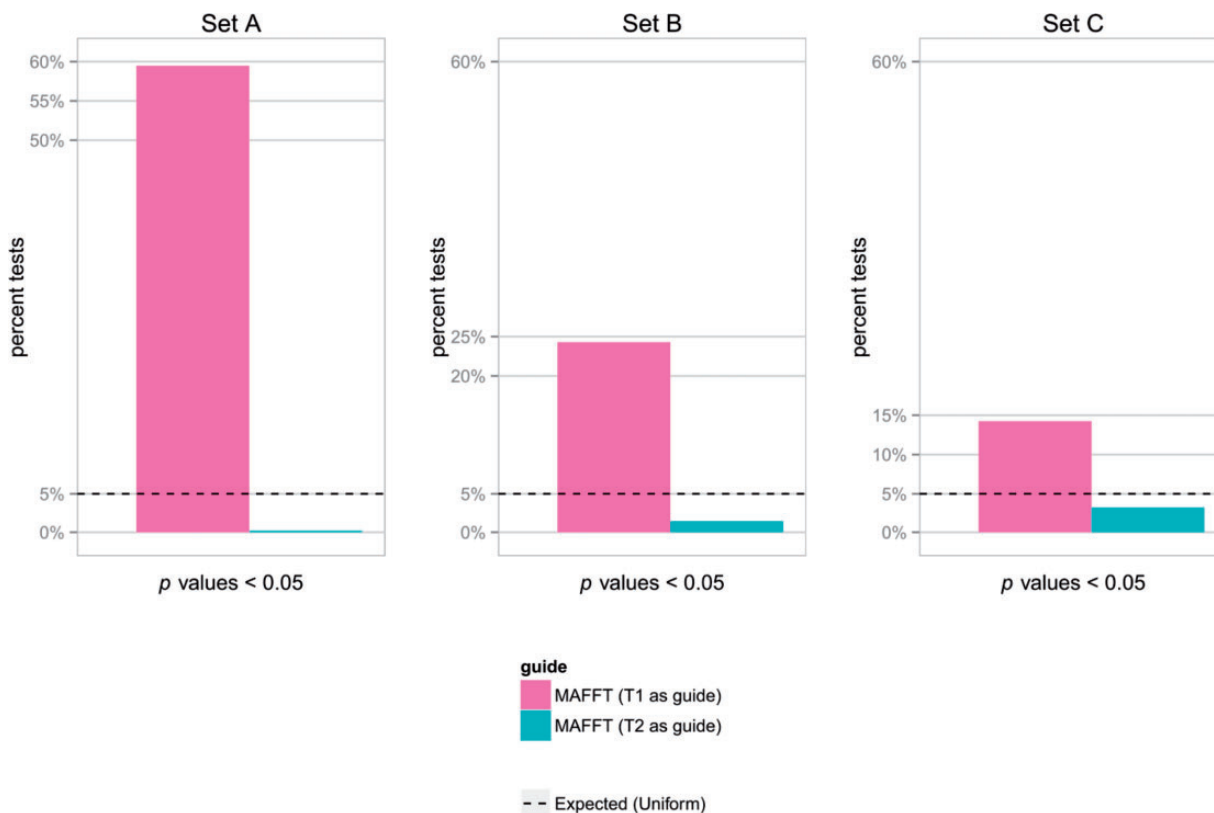 Set A
60%
55%
50%
5%
0%
percent tests
p values < 0.05
Set B
60%
25%
20%
5%
0%
percent tests
p values < 0.05
Set C
60%
15%
10%
5%
0%
percent tests
p values < 0.05
guide
MAFFT (T1 as guide)
MAFFT (T2 as guide)
Expected (Uniform)